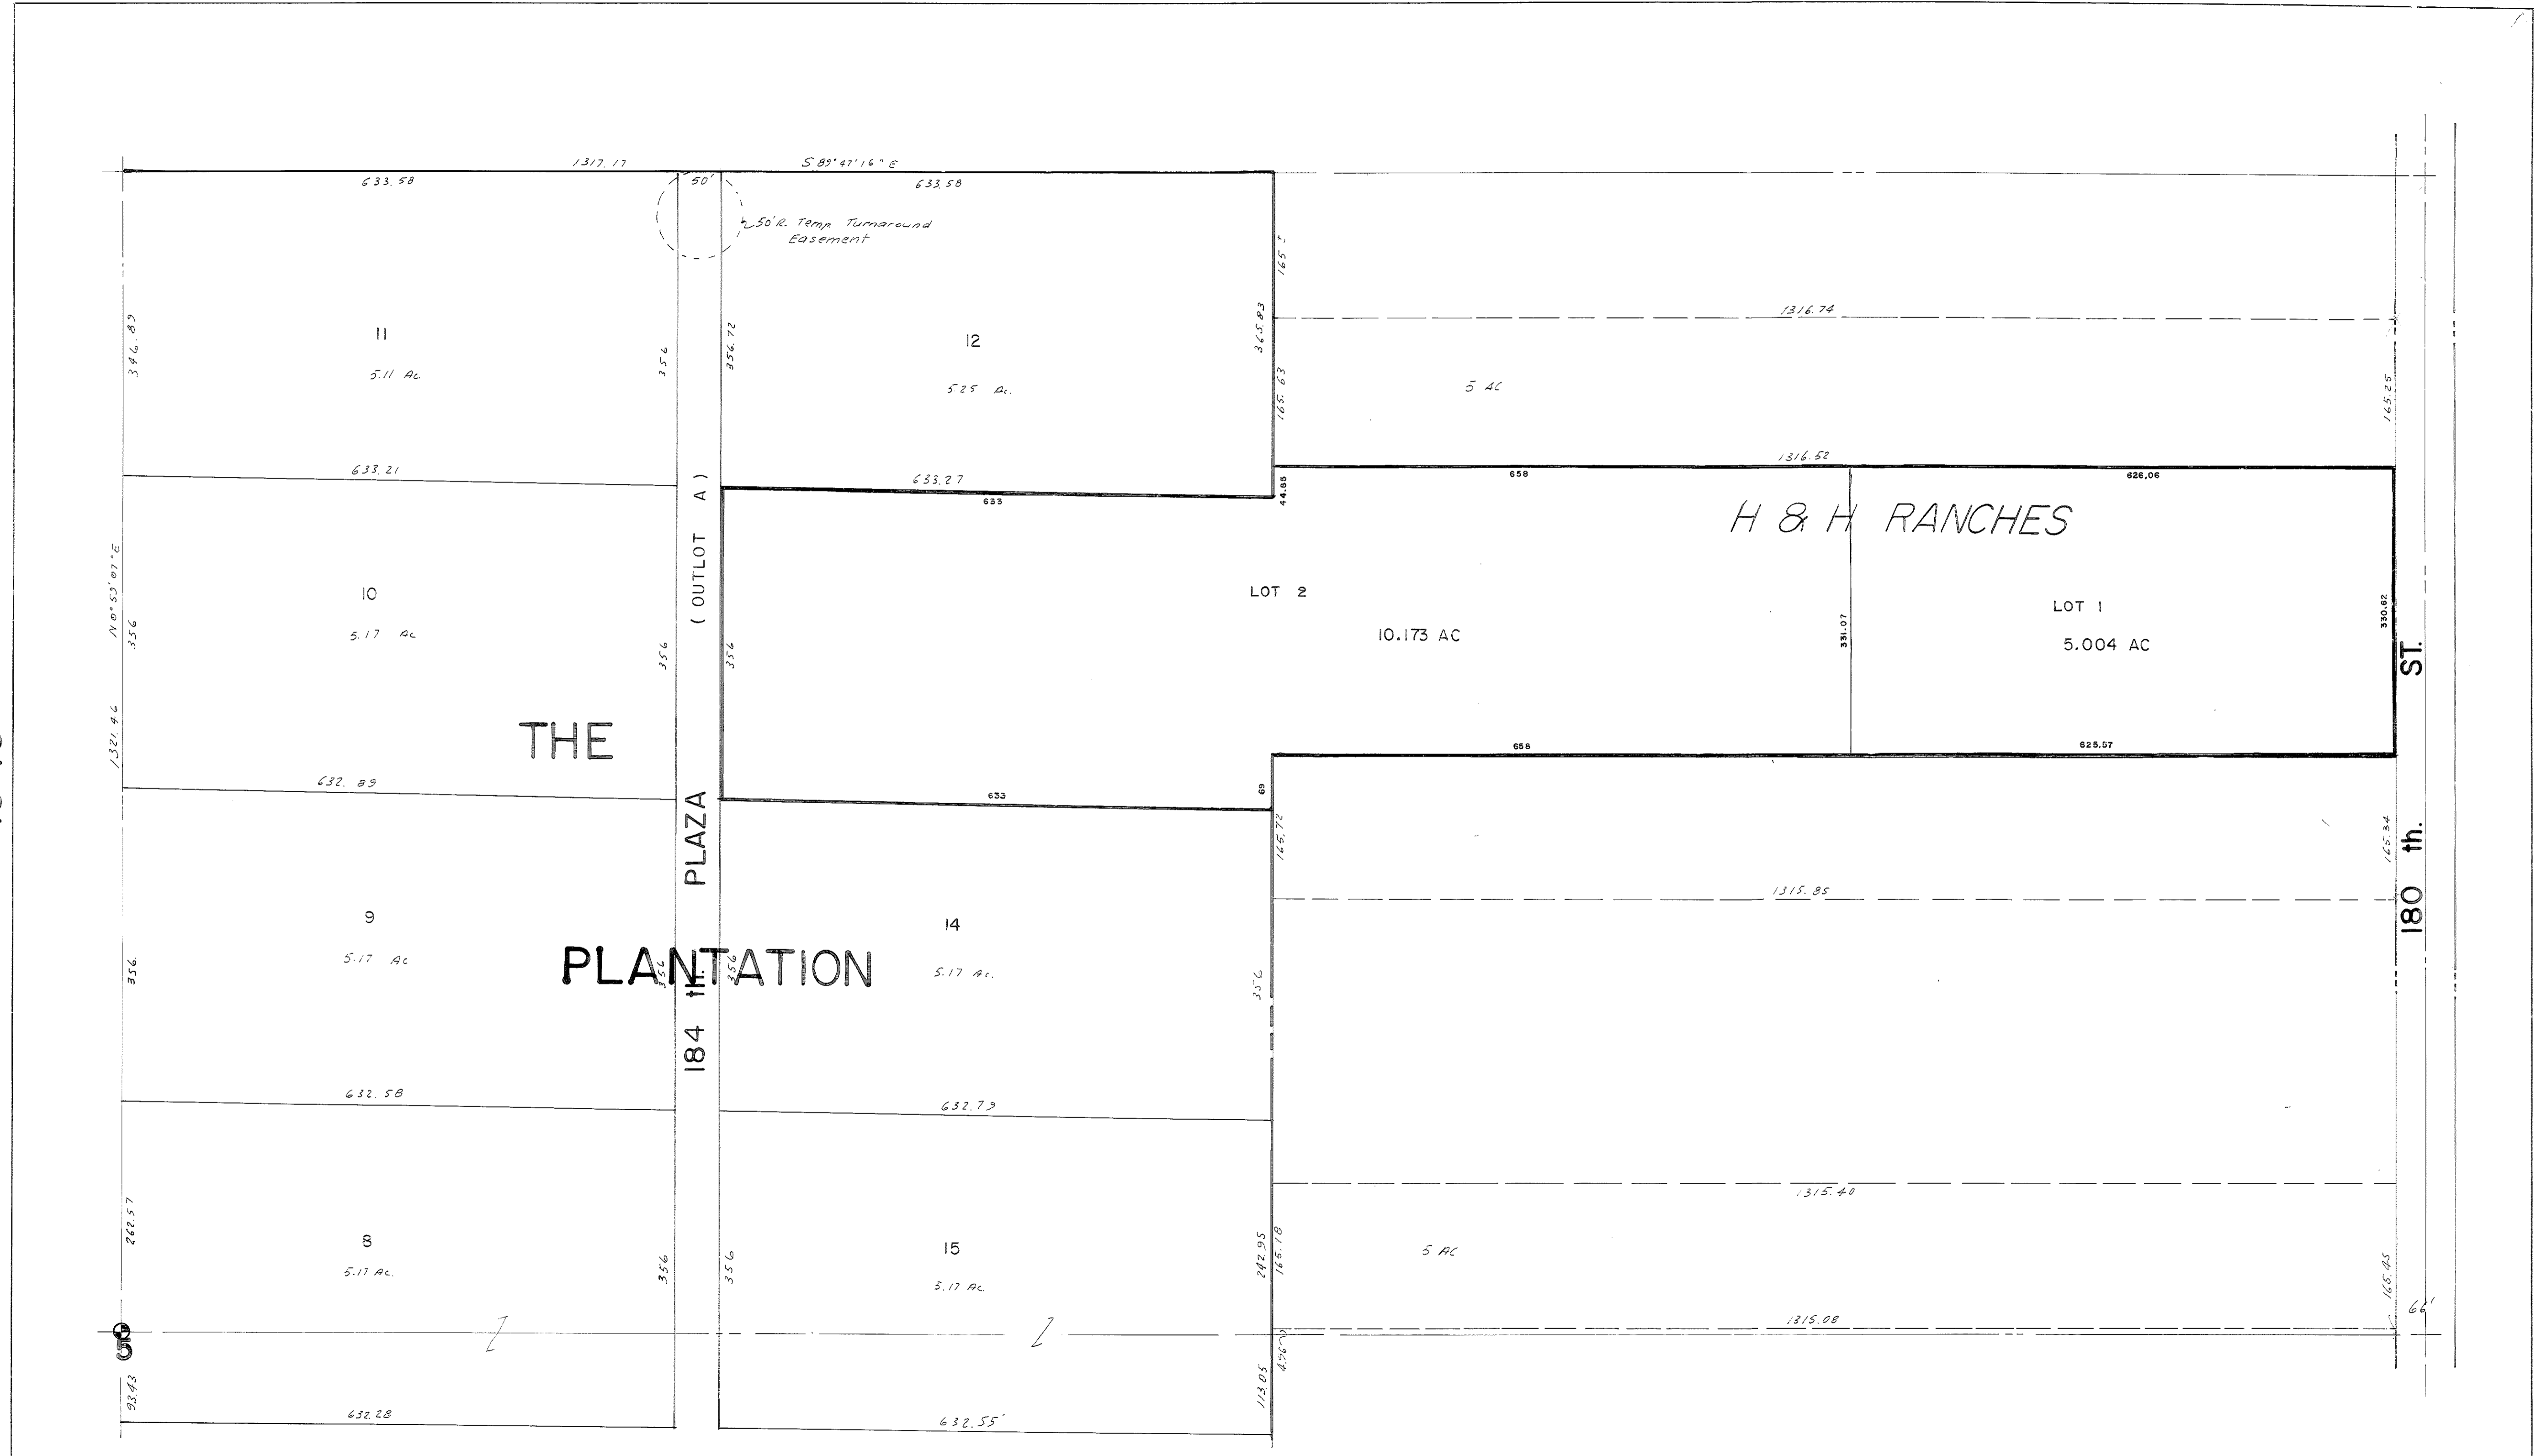 1317.17
S 89° 47' 16" E
633.58
50'
633.58
50' R. Temp. Turnaround
Easement
346.89
11
5.11 Ac.
356
356.72
12
5.25 Ac.
365.83
165.63
1316.74
5 AC
165.25
633.21
633.27
633
44.85
1316.52
658
626.06
H & H RANCHES
N 0° 59' 07" E
1321.46
356
10
5.17 Ac
356
( OUTLOT A )
356
LOT 2
10.173 AC
331.07
LOT 1
5.004 AC
330.62
180 th. ST.
THE
PLANTATION
184 th. PLAZA
632.89
633
69
658
625.57
165.72
165.34
1315.85
356
9
5.17 Ac
356
356
14
5.17 Ac.
356
632.58
632.79
1315.40
262.57
8
5.17 Ac.
356
356
15
5.17 Ac.
242.95
165.78
5 AC
165.45
66'
1315.08
5
93.43
632.28
632.55'
113.05
4.96